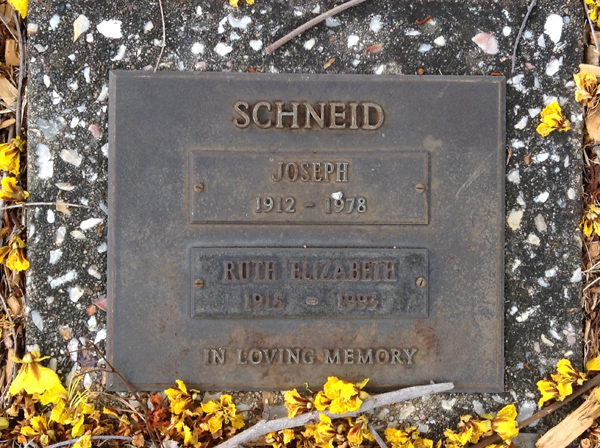 SCHNEID
JOSEPH
1912 - 1978
RUTH ELIZABETH
-
IN LOVING MEMORY